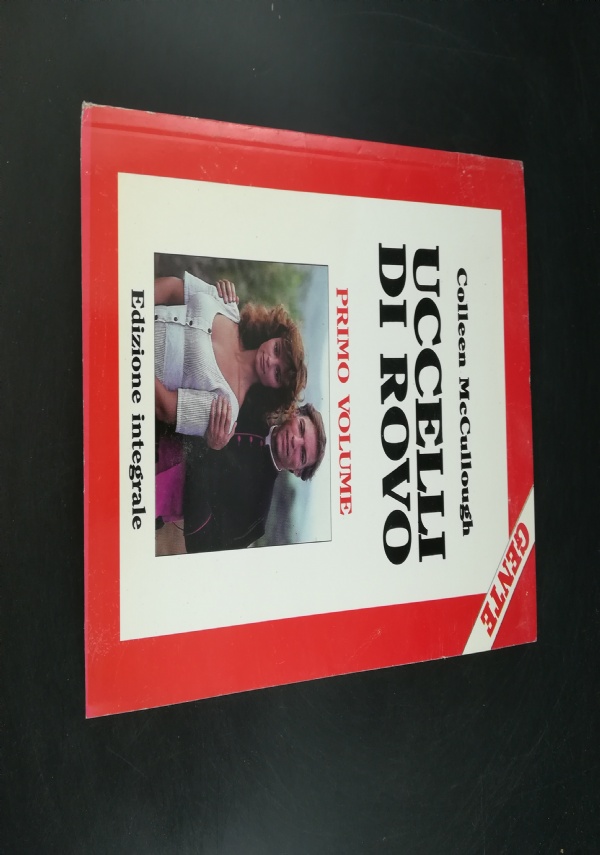 Colleen McCullough
UCCELLI
DI ROVO
PRIMO VOLUME
Edizione integrale
GENTE